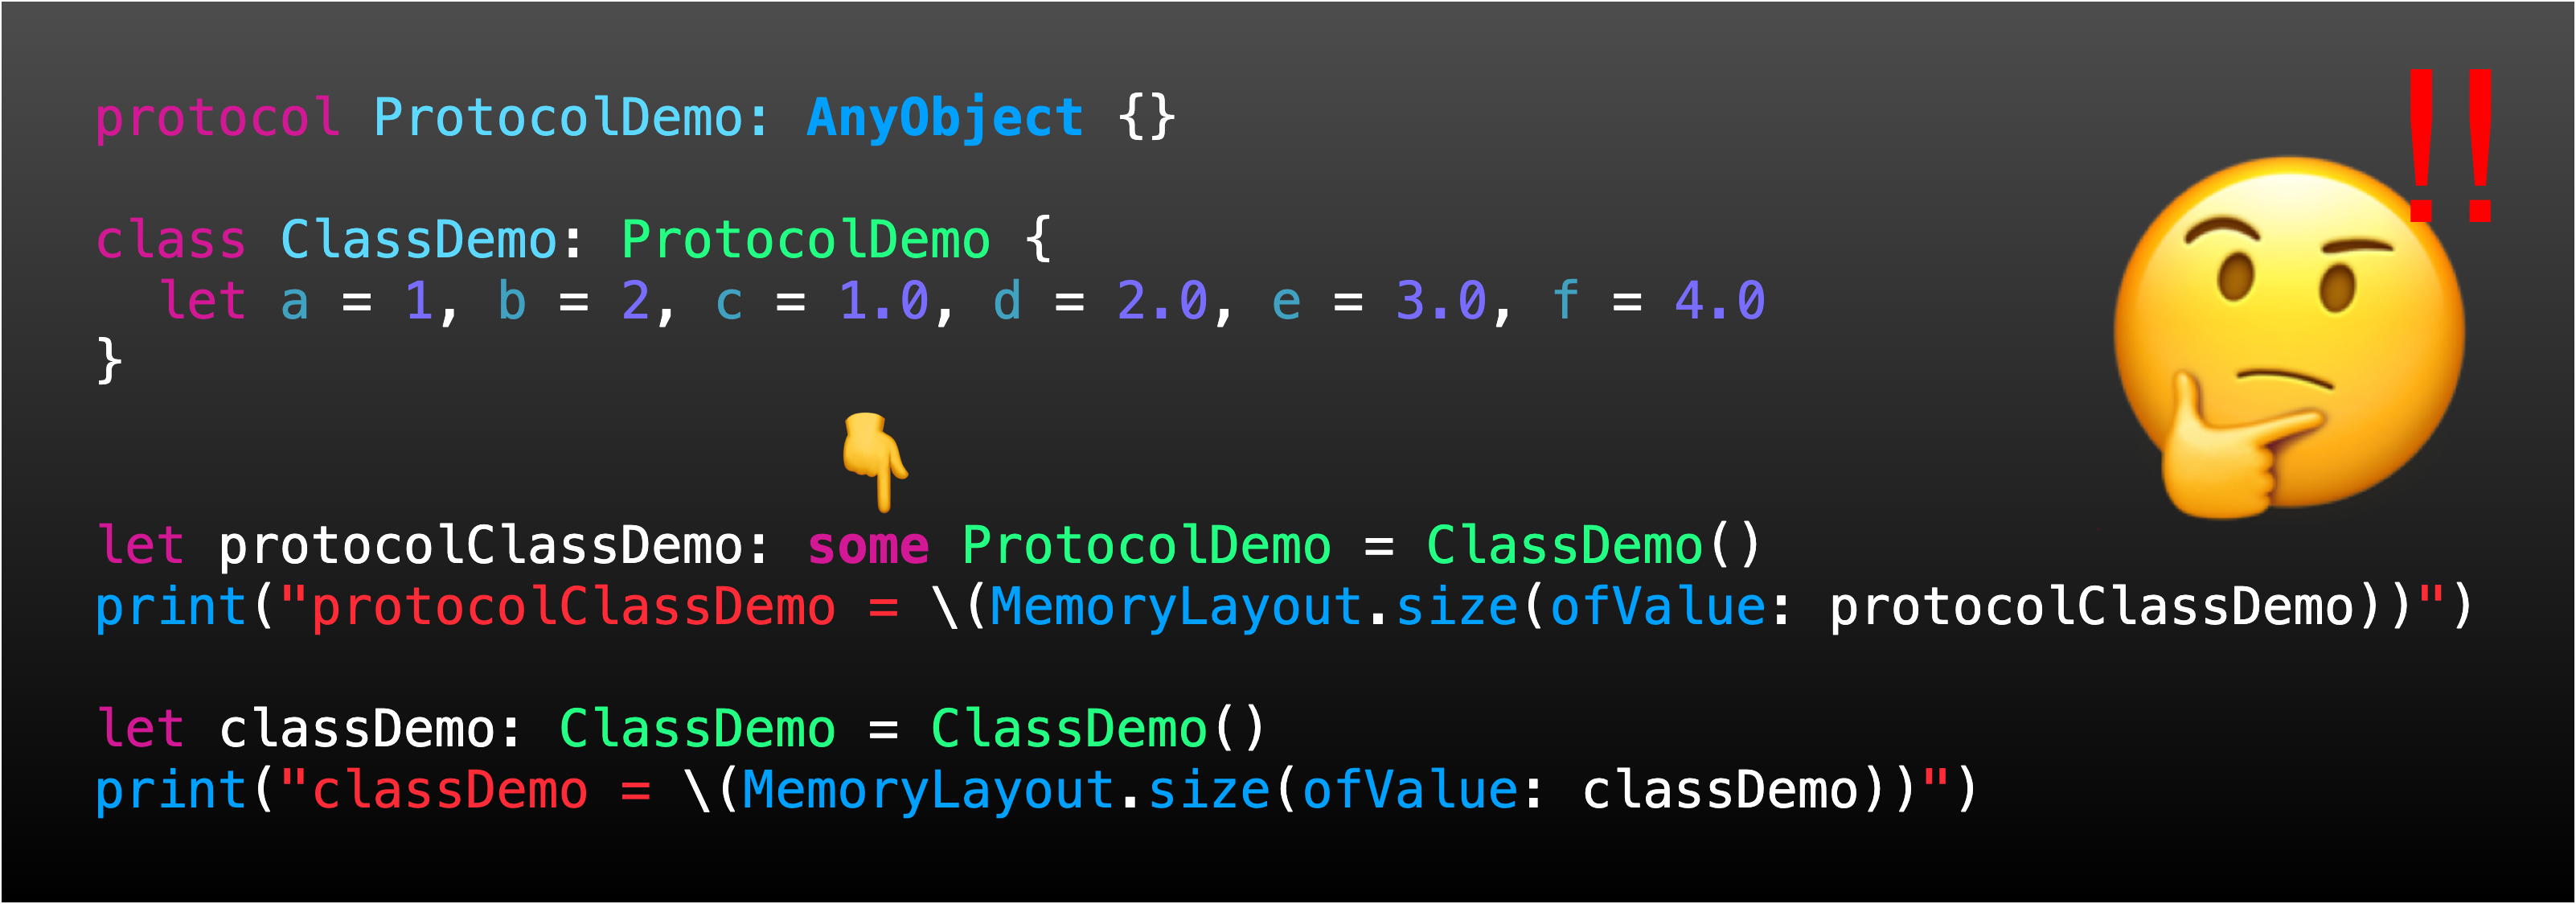 protocol ProtocolDemo: AnyObject {}
class ClassDemo: ProtocolDemo {
let a = 1, b = 2, c = 1.0, d = 2.0, e = 3.0, f = 4.0
}
let protocolClassDemo: some ProtocolDemo = ClassDemo()
print("protocolClassDemo = \(MemoryLayout.size(ofValue: protocolClassDemo))")
let classDemo: ClassDemo = ClassDemo()
print("classDemo = \(MemoryLayout.size(ofValue: classDemo))")
!!